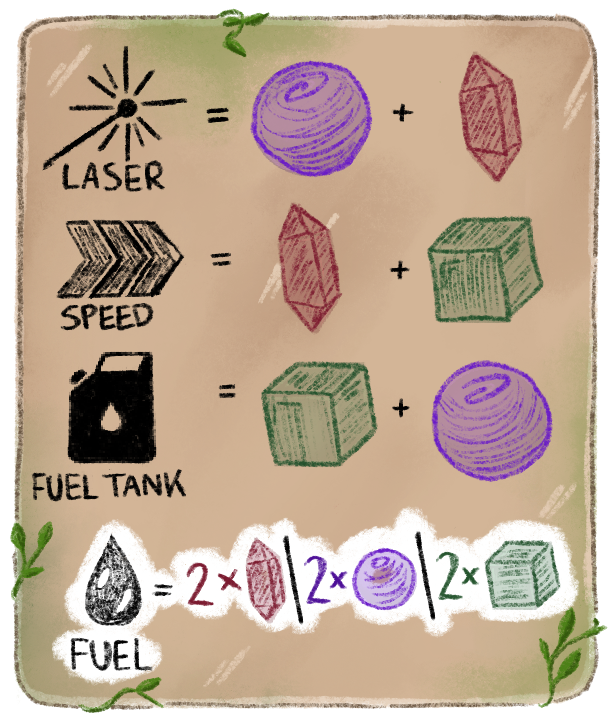 = +
LASER
= +
SPEED
= +
FUEL TANK
= 2 x | 2 x | 2 x
FUEL